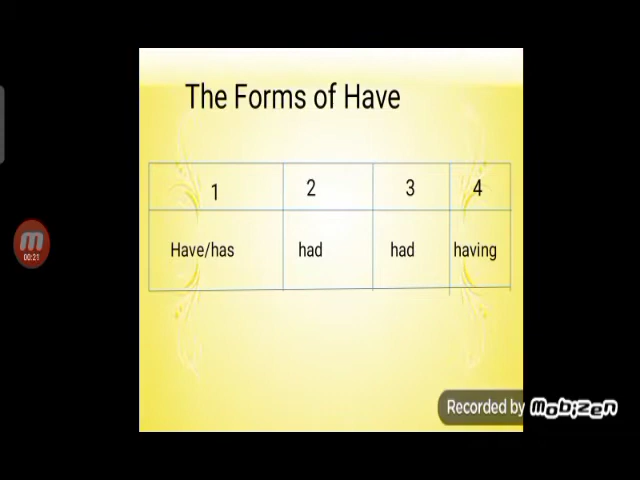 The Forms of Have
1 2 3 4
Have/has had had having
00:21
Recorded by Mobizen